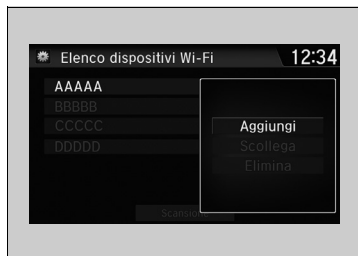 Elenco dispositivi Wi-Fi
12:34
AAAAA
BBBBB
CCCCC
DDDDD
Aggiungi
Scollega
Elimina
Scansione